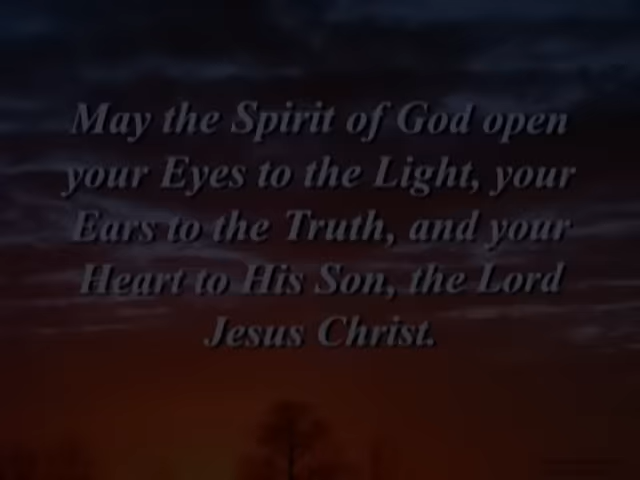 May the Spirit of God open
your Eyes to the Light, your
Ears to the Truth, and your
Heart to His Son, the Lord
Jesus Christ.